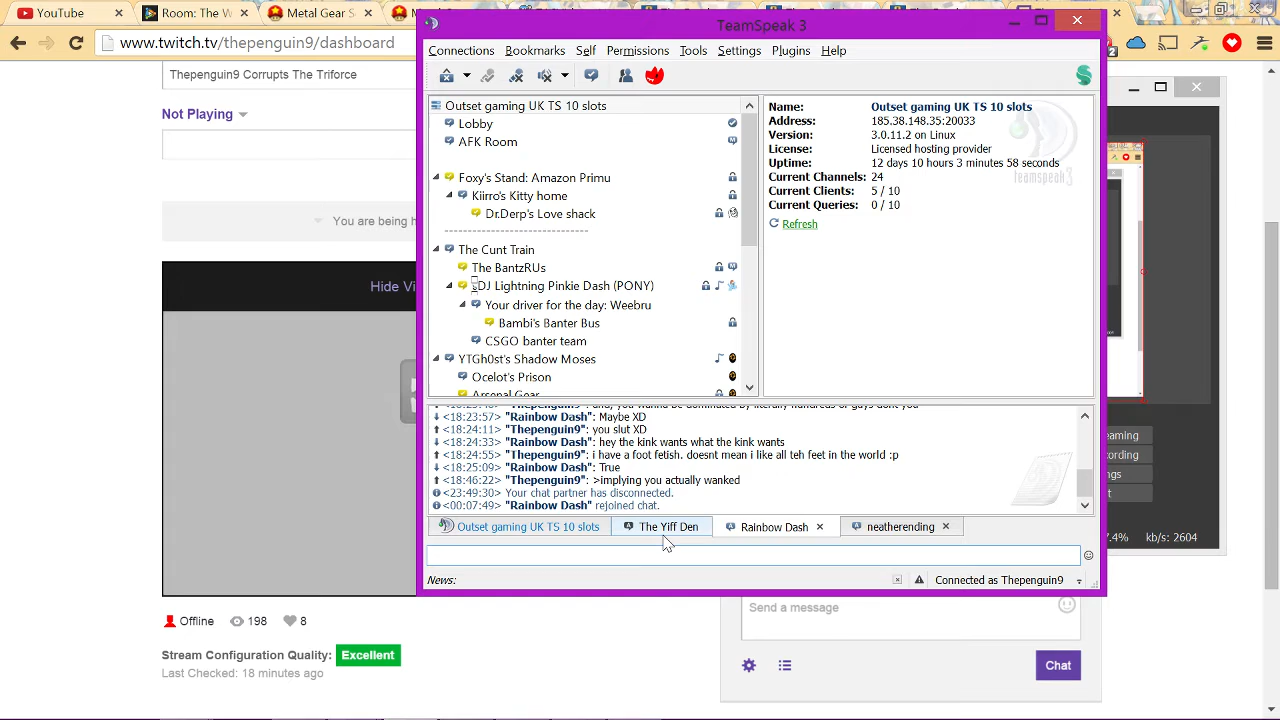 YouTube
Room: The I
Metal Gear S
M
www.twitch.tv/thepenguin9/dashboard
Thepenguin9 Corrupts The Triforce
Not Playing
You are being h
Hide Vi
Offline 198 8
Stream Configuration Quality: Excellent
Last Checked: 18 minutes ago
TeamSpeak 3
Connections Bookmarks Self Permissions Tools Settings Plugins Help
Outset gaming UK TS 10 slots
Lobby
AFK Room
Foxy's Stand: Amazon Primu
Kiirro's Kitty home
Dr.Derp's Love shack
--------------------------------
The Cunt Train
The BantzRUs
DJ Lightning Pinkie Dash (PONY)
Your driver for the day: Weebru
Bambi's Banter Bus
CSGO banter team
YTGh0st's Shadow Moses
Ocelot's Prison
Arsenal Gear
Name: Outset gaming UK TS 10 slots
Address: 185.38.148.35:20033
Version: 3.0.11.2 on Linux
License: Licensed hosting provider
Uptime: 12 days 10 hours 3 minutes 58 seconds
Current Channels: 24
Current Clients: 5 / 10
Current Queries: 0 / 10
Refresh
teamspeak 3
<18:23:57> "Rainbow Dash": Maybe XD
<18:24:11> "Thepenguin9": you slut XD
<18:24:33> "Rainbow Dash": hey the kink wants what the kink wants
<18:24:55> "Thepenguin9": i have a foot fetish. doesnt mean i like all teh feet in the world :p
<18:25:09> "Rainbow Dash": True
<18:46:22> "Thepenguin9": >implying you actually wanked
<23:49:30> Your chat partner has disconnected.
<00:07:49> "Rainbow Dash" rejoined chat.
Outset gaming UK TS 10 slots The Yiff Den Rainbow Dash neatherending
News: Connected as Thepenguin9
2
eaming
cording
ngs
t
7.4% kb/s: 2604
Send a message
Chat